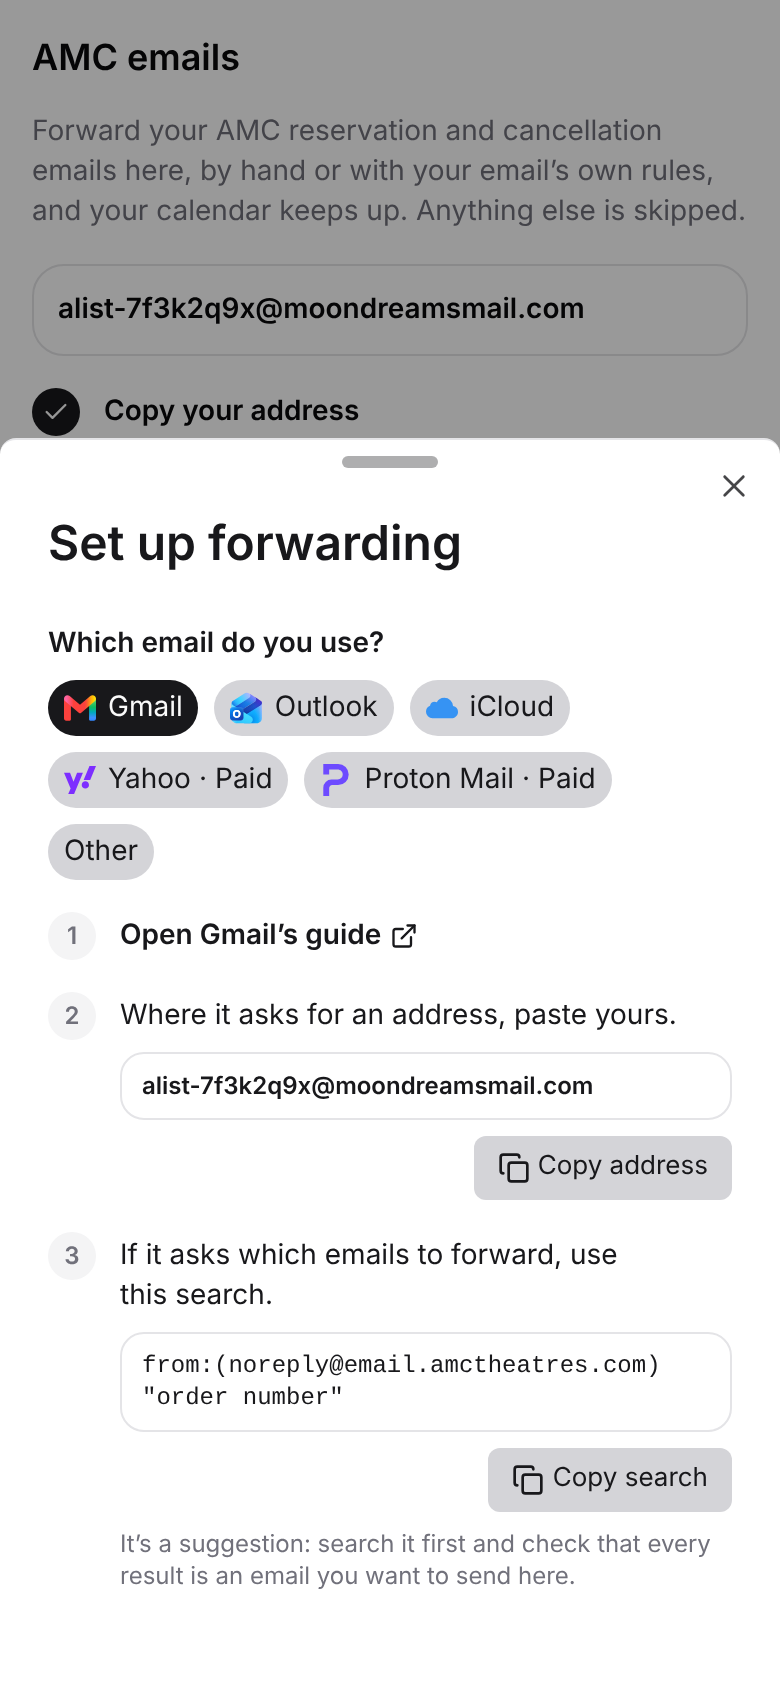 AMC emails
Forward your AMC reservation and cancellation
emails here, by hand or with your email’s own rules,
and your calendar keeps up. Anything else is skipped.
alist-7f3k2q9x@moondreamsmail.com
Copy your address
Set up forwarding
Which email do you use?
Gmail
Outlook
iCloud
Yahoo · Paid
Proton Mail · Paid
Other
1
Open Gmail’s guide
2
Where it asks for an address, paste yours.
alist-7f3k2q9x@moondreamsmail.com
Copy address
3
If it asks which emails to forward, use
this search.
from:(noreply@email.amctheatres.com)
"order number"
Copy search
It’s a suggestion: search it first and check that every
result is an email you want to send here.